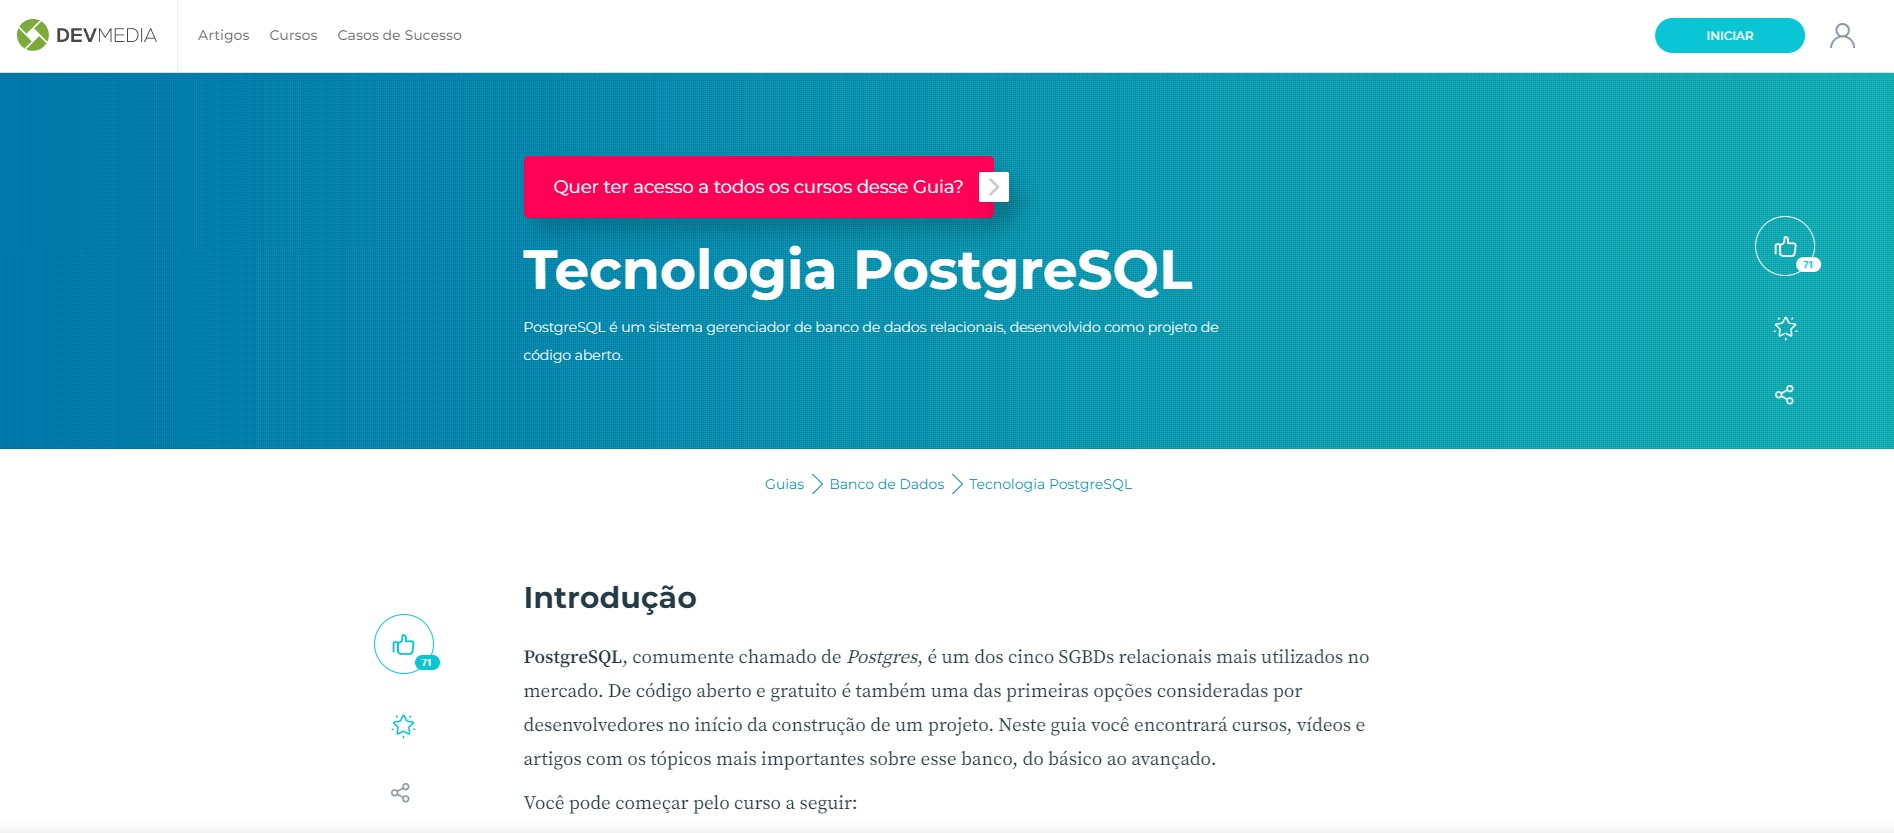 DEVMEDIA
Artigos Cursos Casos de Sucesso
INICIAR
Quer ter acesso a todos os cursos desse Guia?
Tecnologia PostgreSQL
PostgreSQL é um sistema gerenciador de banco de dados relacionais, desenvolvido como projeto de
código aberto.
71
Guias Banco de Dados Tecnologia PostgreSQL
Introdução
71
PostgreSQL, comumente chamado de Postgres, é um dos cinco SGBDs relacionais mais utilizados no
mercado. De código aberto e gratuito é também uma das primeiras opções consideradas por
desenvolvedores no início da construção de um projeto. Neste guia você encontrará cursos, vídeos e
artigos com os tópicos mais importantes sobre esse banco, do básico ao avançado.
Você pode começar pelo curso a seguir: